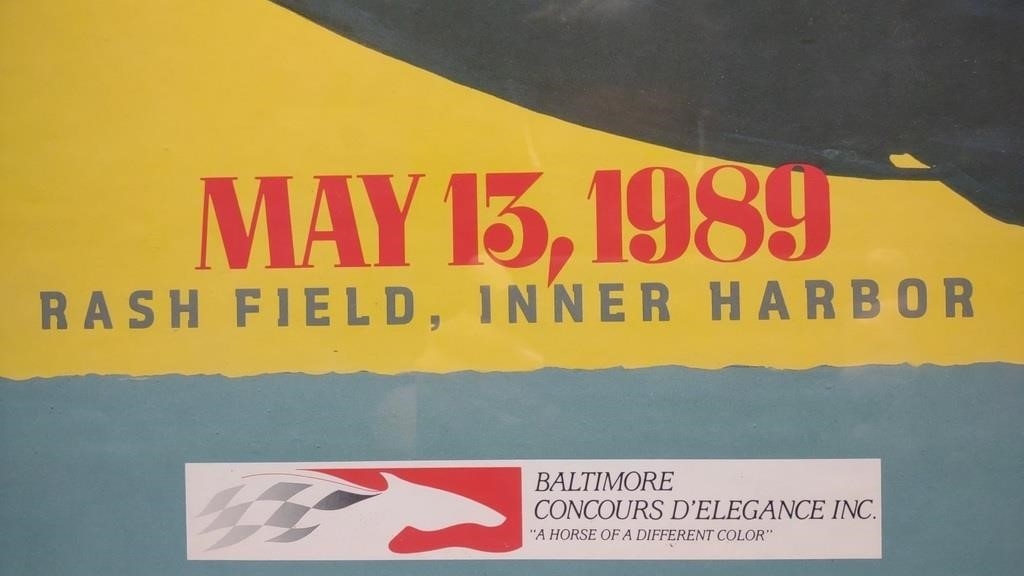 MAY 13, 1989
RASH FIELD, INNER HARBOR
BALTIMORE
CONCOURS D'ELEGANCE INC.
"A HORSE OF A DIFFERENT COLOR"